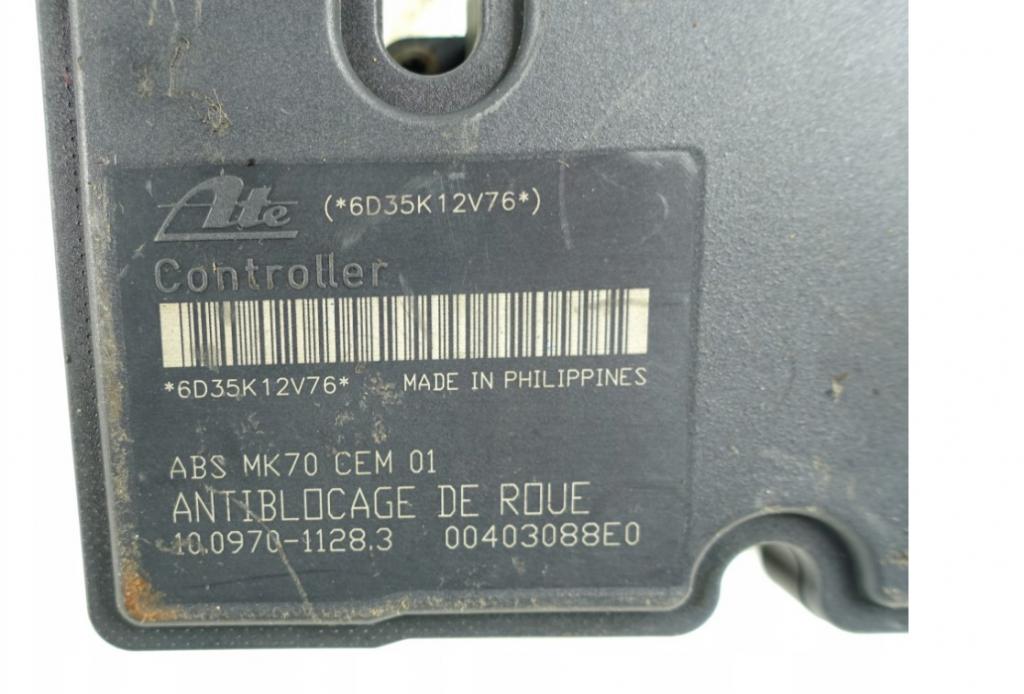 Ate (*6D35K12V76*)
Controller
*6D35K12V76* MADE IN PHILIPPINES
ABS MK70 CEM 01
ANTIBLOCAGE DE ROUE
10.0970-1128.3 00403088E0